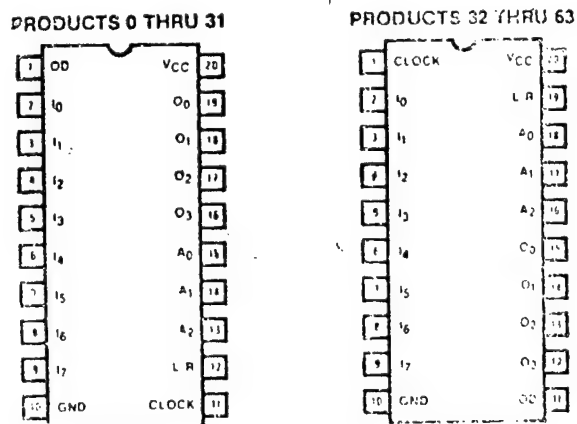 PRODUCTS 0 THRU 31
1 OD VCC 20
2 I0 O0 19
3 I1 O1 18
4 I2 O2 17
5 I3 O3 16
6 I4 A0 15
7 I5 A1 14
8 I6 A2 13
9 I7 L R 12
10 GND CLOCK 11
PRODUCTS 32 THRU 63
1 CLOCK VCC 20
2 I0 L R 19
3 I1 A0 18
4 I2 A1 17
5 I3 A2 16
6 I4 O0 15
7 I5 O1 14
8 I6 O2 13
9 I7 12
10 GND OD 11